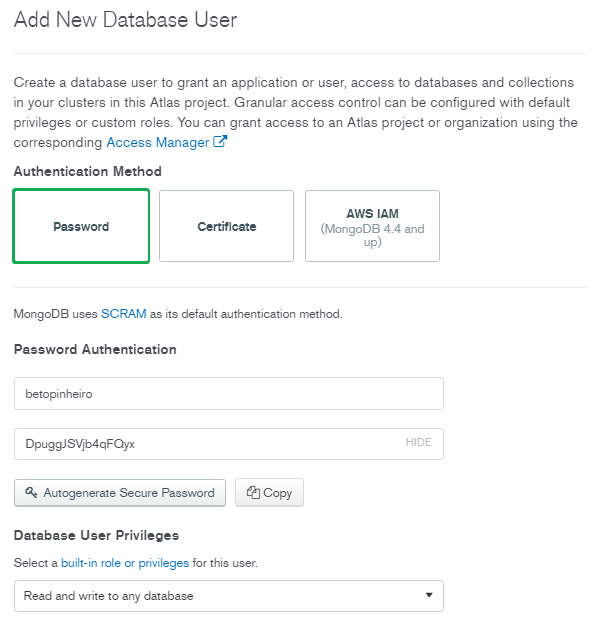 Add New Database User
Create a database user to grant an application or user, access to databases and collections
in your clusters in this Atlas project. Granular access control can be configured with default
privileges or custom roles. You can grant access to an Atlas project or organization using the
corresponding Access Manager
Authentication Method
Password
Certificate
AWS IAM
(MongoDB 4.4 and
up)
MongoDB uses SCRAM as its default authentication method.
Password Authentication
betopinheiro
DpuggJSVjb4qFQyx HIDE
Autogenerate Secure Password Copy
Database User Privileges
Select a built-in role or privileges for this user.
Read and write to any database